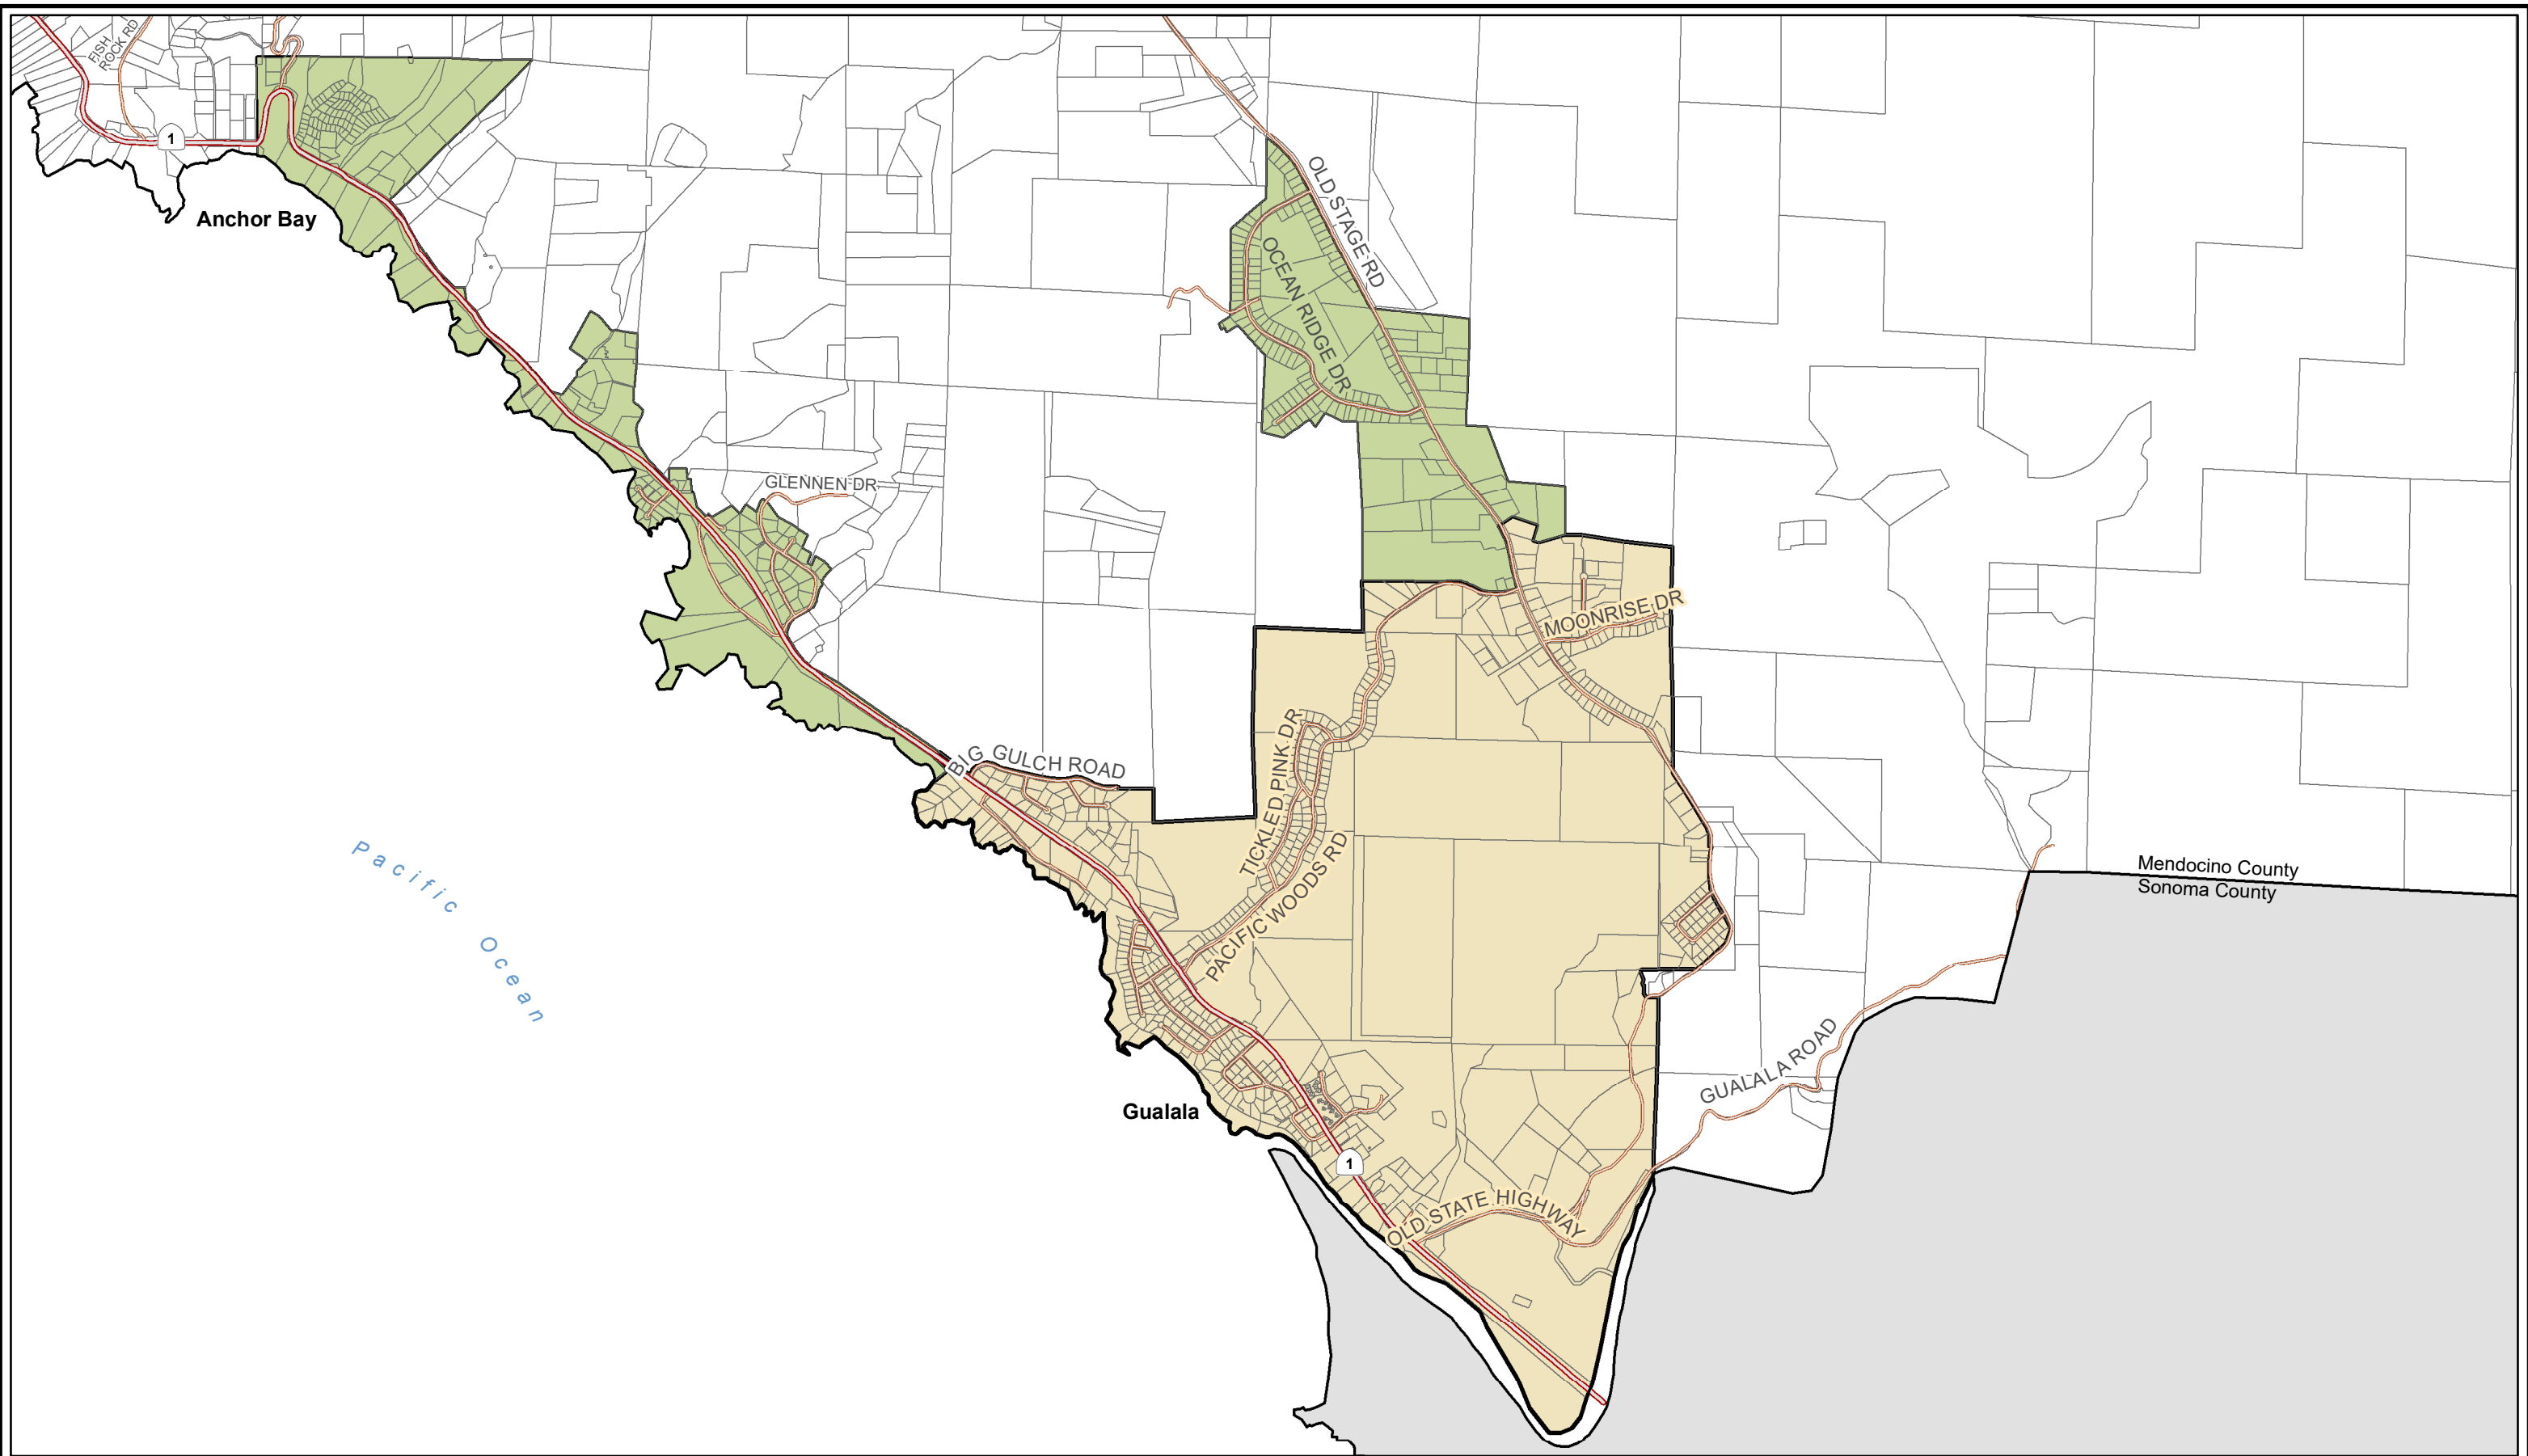 FISH
ROCK RD
1
Anchor Bay
OLD STAGE RD
OCEAN RIDGE DR
GLENNEN DR
MOONRISE DR
BIG GULCH ROAD
TICKLED PINK DR
PACIFIC WOODS RD
Pacific Ocean
Mendocino County
Sonoma County
GUALALA ROAD
Gualala
1
OLD STATE HIGHWAY